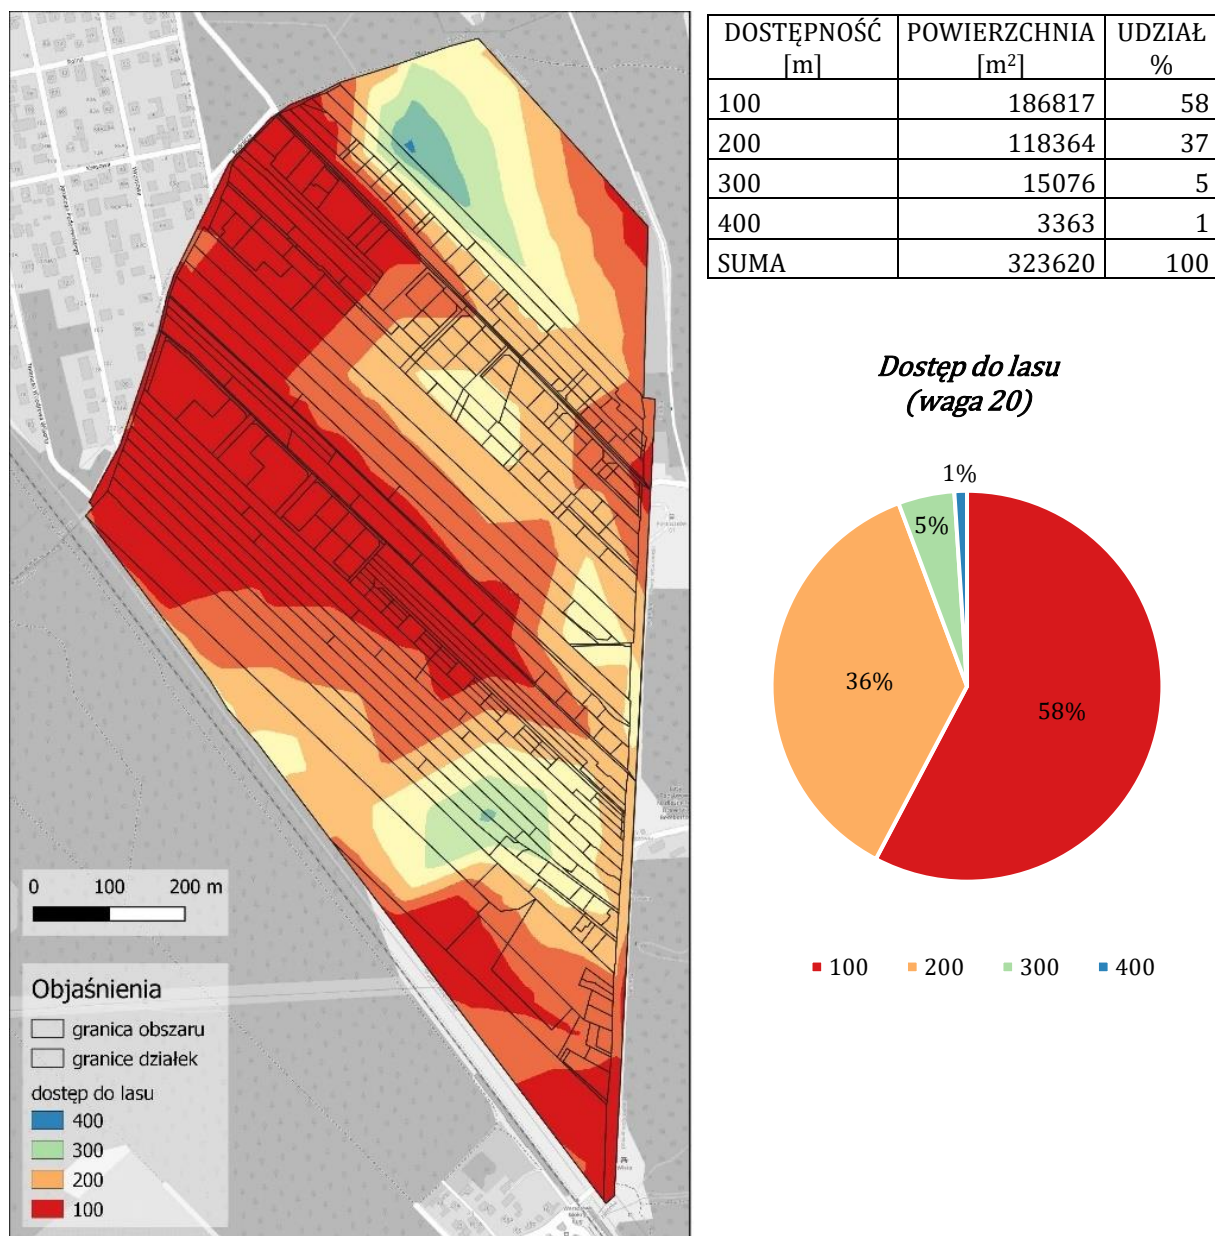 DOSTĘPNOŚĆ POWIERZCHNIA UDZIAŁ
[m] [m²] %
100 186817 58
200 118364 37
300 15076 5
400 3363 1
SUMA 323620 100
Dostęp do lasu
(waga 20)
1%
5%
36%
58%
100 200 300 400
0 100 200 m
Objaśnienia
granica obszaru
granice działek
dostęp do lasu
400
300
200
100